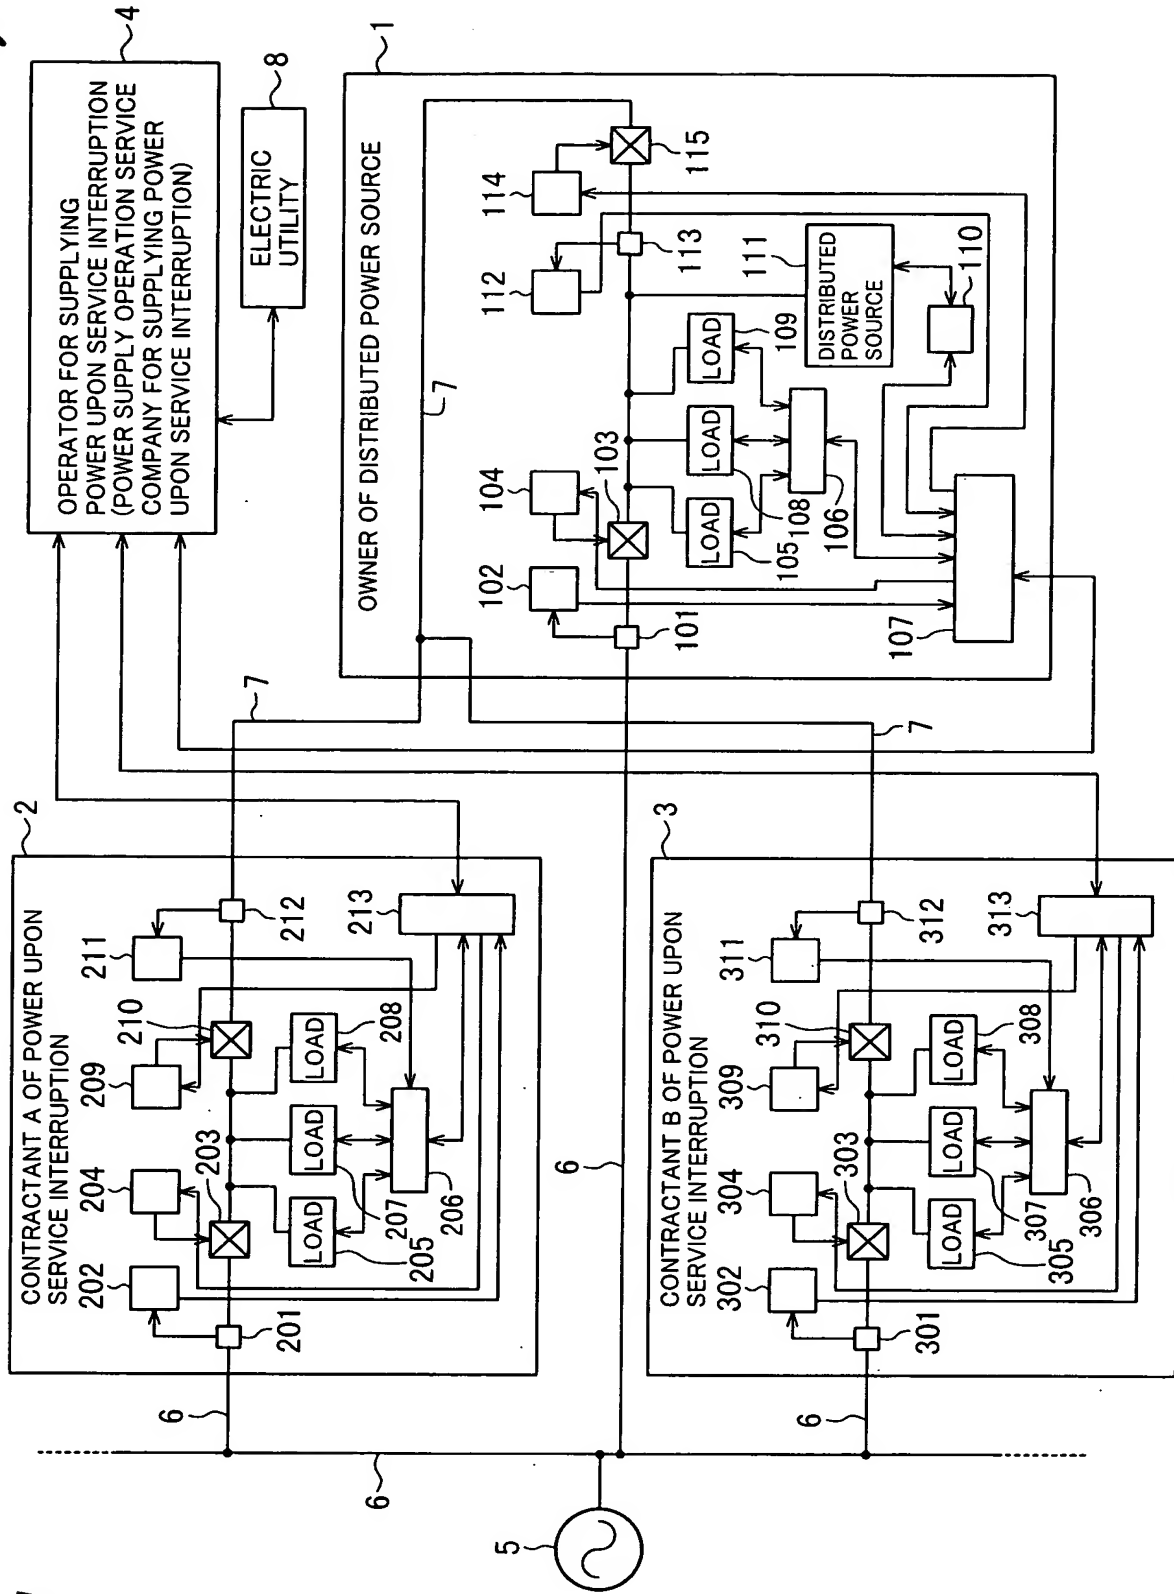 OPERATOR FOR SUPPLYING
POWER UPON SERVICE INTERRUPTION
(POWER SUPPLY OPERATION SERVICE
COMPANY FOR SUPPLYING POWER
UPON SERVICE INTERRUPTION)
4
ELECTRIC
UTILITY
8
CONTRACTANT A OF POWER UPON
SERVICE INTERRUPTION
2
202
204
203
209
210
211
201
LOAD
205
LOAD
207
LOAD
208
206
212
213
6
7
OWNER OF DISTRIBUTED POWER SOURCE
1
7
102
104
103
112
114
101
113
115
LOAD
105
LOAD
108
LOAD
109
106
DISTRIBUTED
POWER
SOURCE
111
110
107
5
6
6
CONTRACTANT B OF POWER UPON
SERVICE INTERRUPTION
3
302
304
303
309
310
311
301
LOAD
305
LOAD
307
LOAD
308
306
312
313
6
7